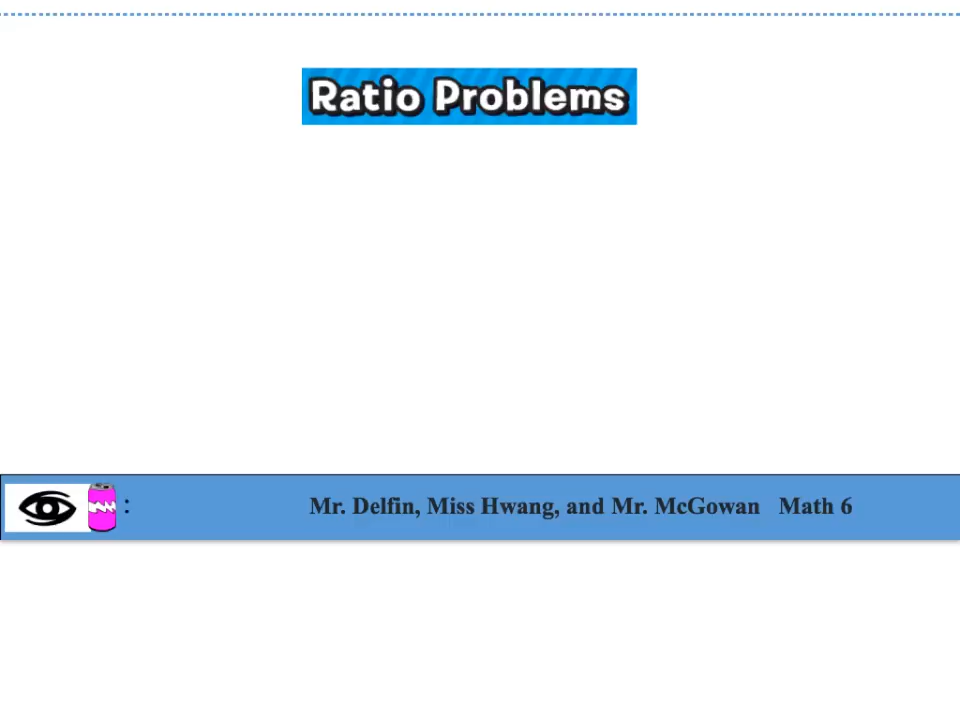 Ratio Problems
: Mr. Delfin, Miss Hwang, and Mr. McGowan Math 6